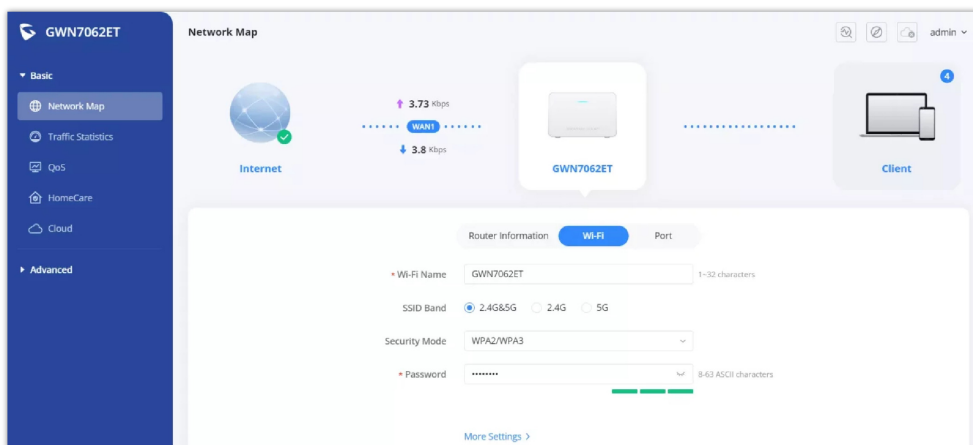 GWN7062ET
Network Map
admin
Basic
Network Map
Traffic Statistics
QoS
HomeCare
Cloud
Advanced
3.73 Kbps
WAN1
3.8 Kbps
Internet
GWN7062ET
4
Client
Router Information Wi-Fi Port
* Wi-Fi Name GWN7062ET 1~32 characters
SSID Band 2.4G&5G 2.4G 5G
Security Mode WPA2/WPA3
* Password •••••••• 8-63 ASCII characters
More Settings >